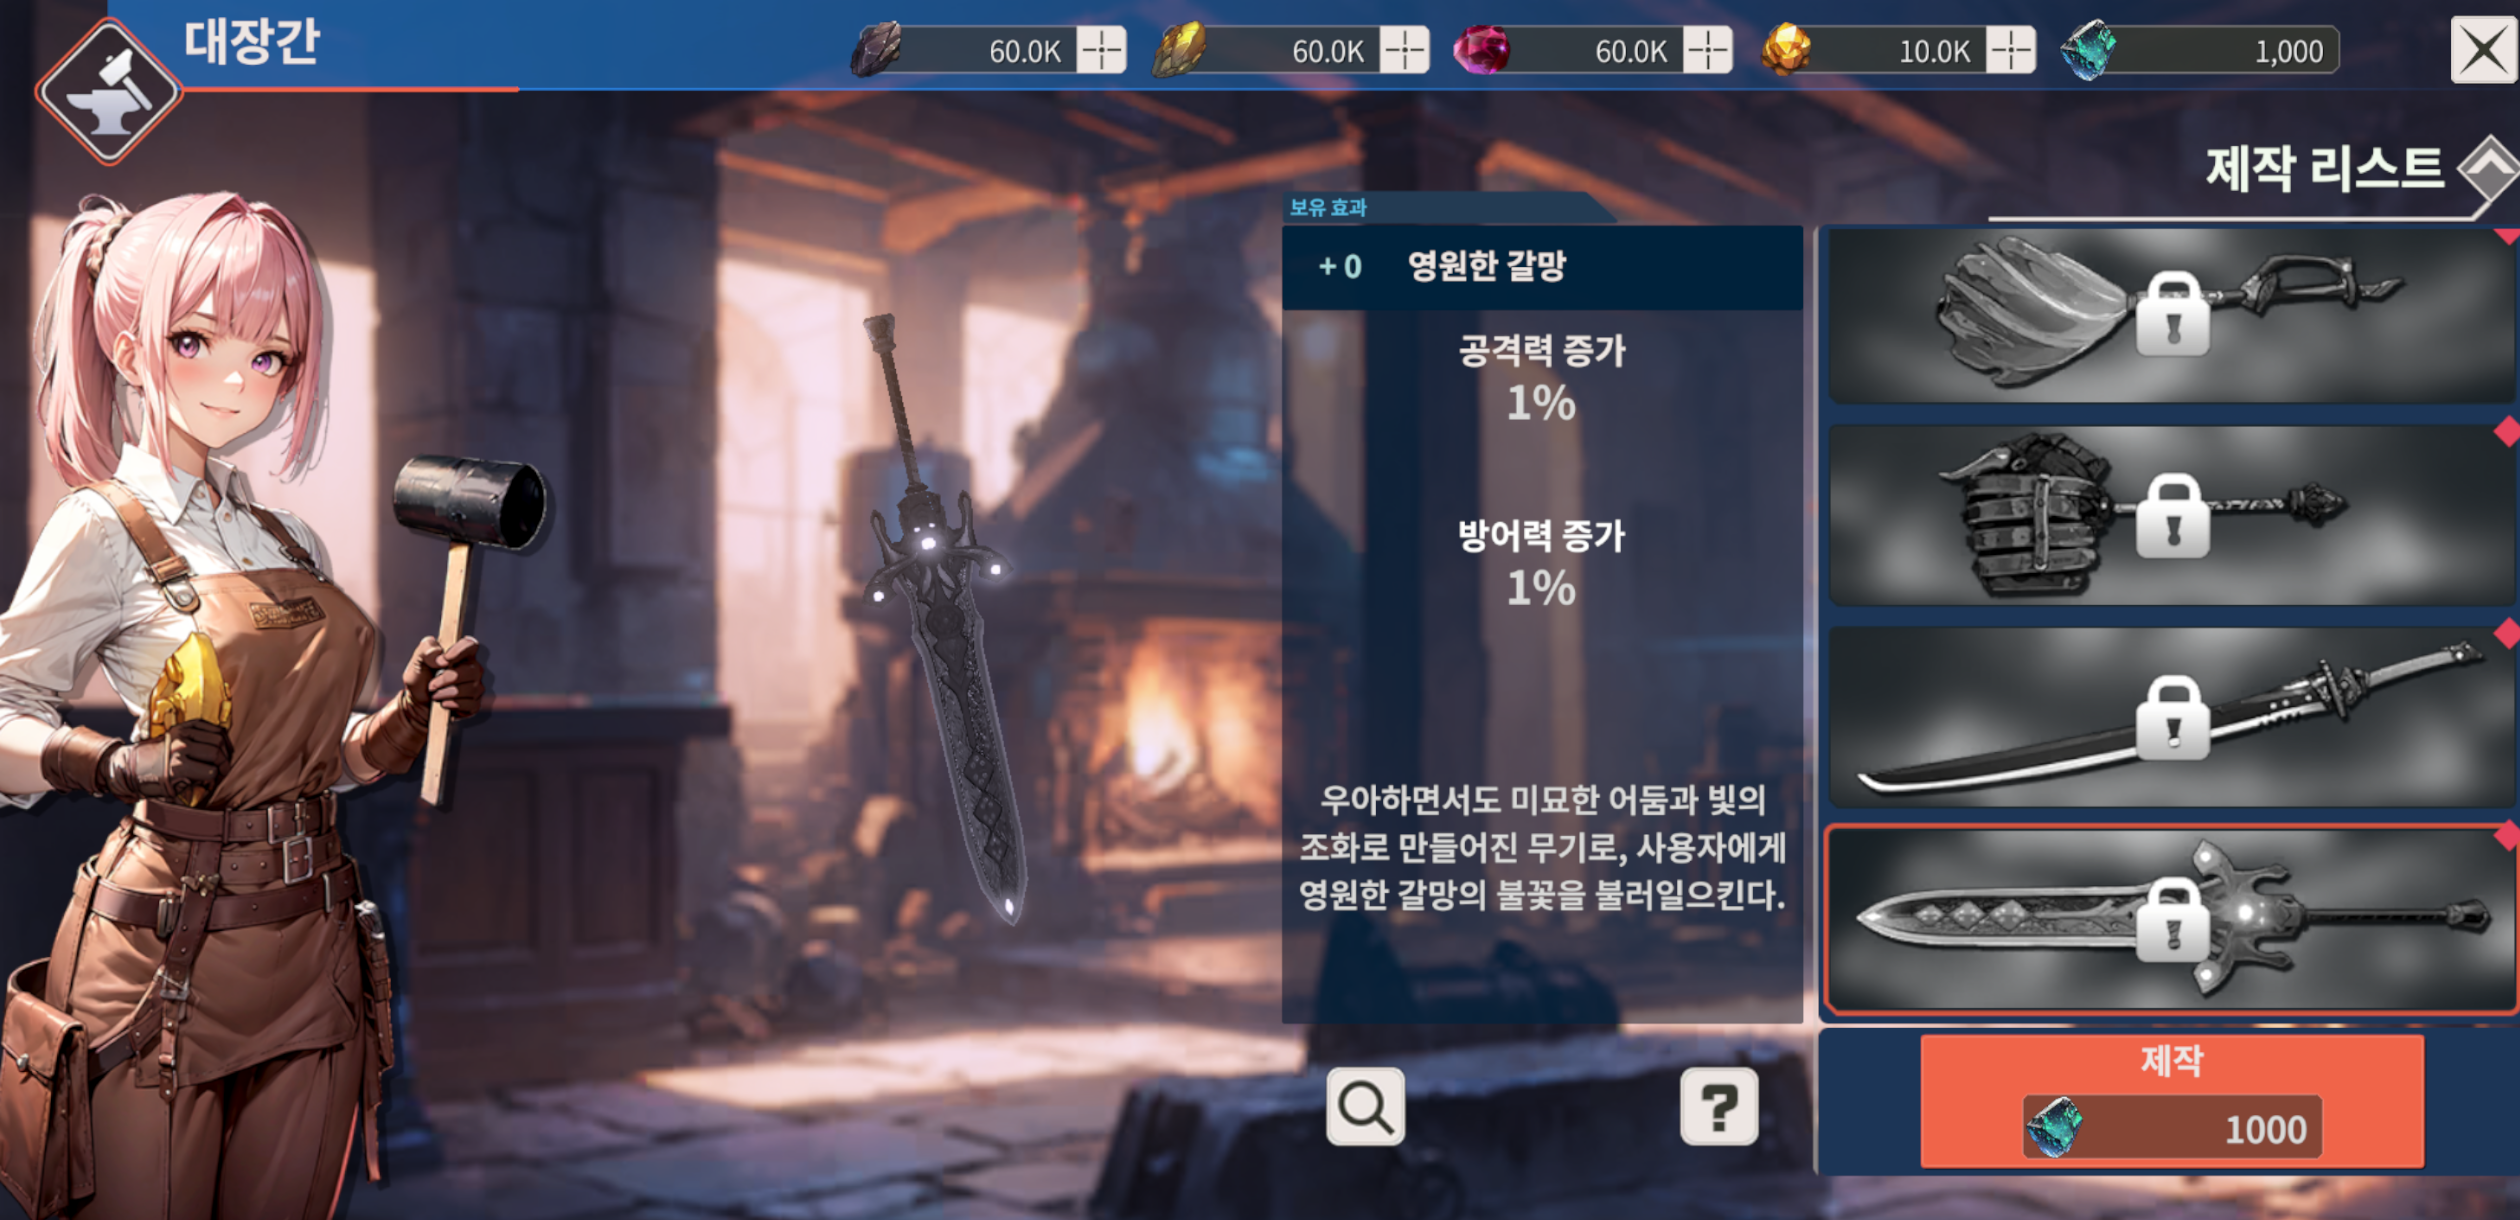 대장간
60.0K
60.0K
60.0K
10.0K
1,000
제작 리스트
보유 효과
+ 0 영원한 갈망
공격력 증가
1%
방어력 증가
1%
우아하면서도 미묘한 어둠과 빛의
조화로 만들어진 무기로, 사용자에게
영원한 갈망의 불꽃을 불러일으킨다.
?
제작
1000